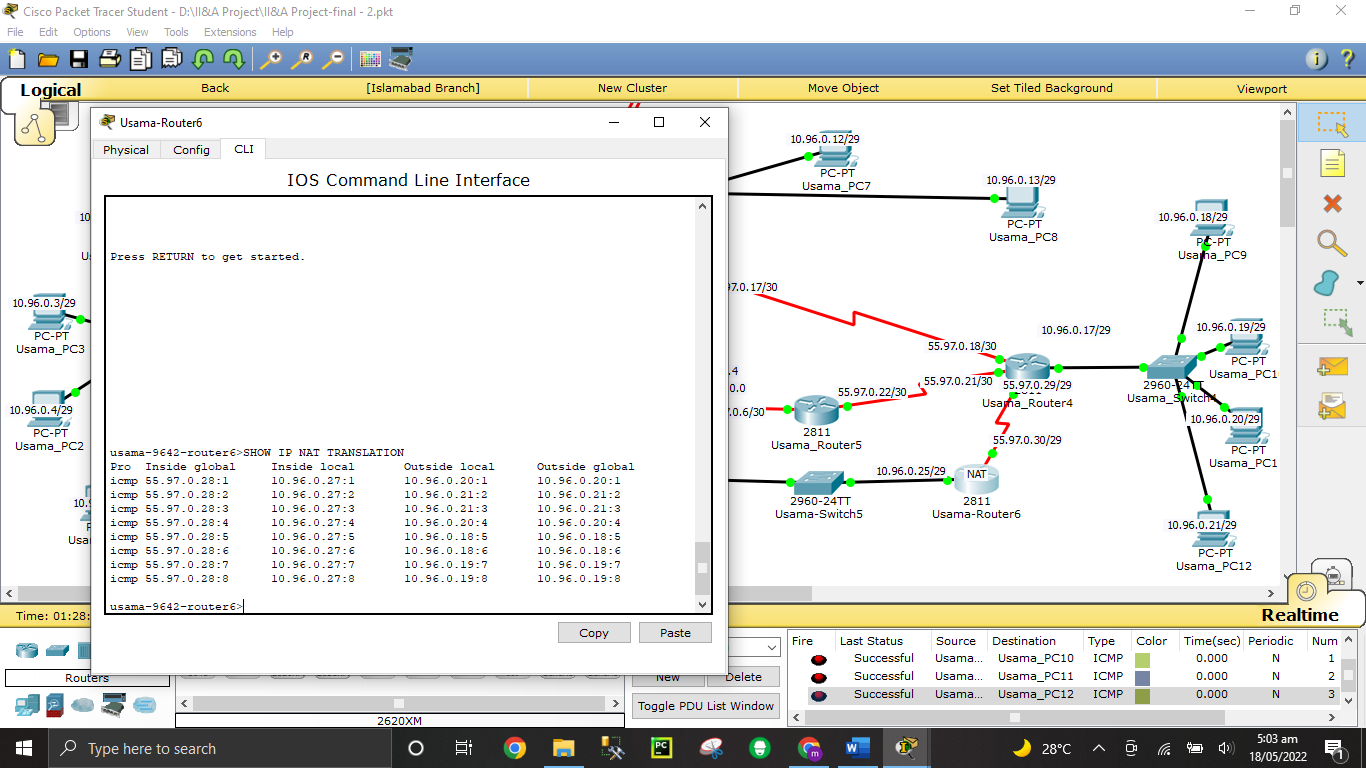 Cisco Packet Tracer Student - D:\II&A Project\II&A Project-final - 2.pkt
File Edit Options View Tools Extensions Help
Logical Back [Islamabad Branch] New Cluster Move Object Set Tiled Background Viewport
Usama-Router6
Physical Config CLI
IOS Command Line Interface
Press RETURN to get started.
usama-9642-router6>SHOW IP NAT TRANSLATION
Pro Inside global Inside local Outside local Outside global
icmp 55.97.0.28:1 10.96.0.27:1 10.96.0.20:1 10.96.0.20:1
icmp 55.97.0.28:2 10.96.0.27:2 10.96.0.21:2 10.96.0.21:2
icmp 55.97.0.28:3 10.96.0.27:3 10.96.0.21:3 10.96.0.21:3
icmp 55.97.0.28:4 10.96.0.27:4 10.96.0.20:4 10.96.0.20:4
icmp 55.97.0.28:5 10.96.0.27:5 10.96.0.18:5 10.96.0.18:5
icmp 55.97.0.28:6 10.96.0.27:6 10.96.0.18:6 10.96.0.18:6
icmp 55.97.0.28:7 10.96.0.27:7 10.96.0.19:7 10.96.0.19:7
icmp 55.97.0.28:8 10.96.0.27:8 10.96.0.19:8 10.96.0.19:8
usama-9642-router6>
Copy Paste
10.96.0.3/29
PC-PT
Usama_PC3
10.96.0.4/29
PC-PT
Usama_PC2
10.96.0.12/29
PC-PT
Usama_PC7
10.96.0.13/29
PC-PT
Usama_PC8
10.96.0.18/29
PC-PT
Usama_PC9
97.0.17/30
10.96.0.17/29
10.96.0.19/29
PC-PT
Usama_PC1
55.97.0.18/30
55.97.0.21/30
55.97.0.29/29
Usama_Router4
2960-24TT
Usama_Switch4
.4
0.0
0.6/30
55.97.0.22/30
2811
Usama_Router5
10.96.0.20/29
PC-PT
Usama_PC1
55.97.0.30/29
10.96.0.25/29
NAT
2960-24TT
Usama-Switch5
2811
Usama-Router6
10.96.0.21/29
PC-PT
Usama_PC12
Time: 01:28:
Realtime
Routers
2620XM
New Delete
Toggle PDU List Window
Fire Last Status Source Destination Type Color Time(sec) Periodic Num
Successful Usama... Usama_PC10 ICMP 0.000 N 1
Successful Usama... Usama_PC11 ICMP 0.000 N 2
Successful Usama... Usama_PC12 ICMP 0.000 N 3
Type here to search
28°C
5:03 am
18/05/2022